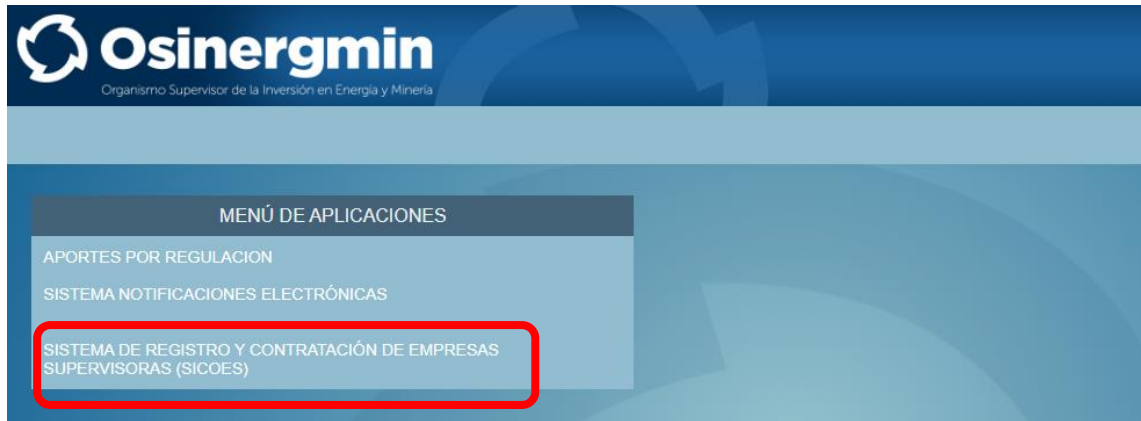 Osinergmin
Organismo Supervisor de la Inversión en Energía y Minería
MENÚ DE APLICACIONES
APORTES POR REGULACION
SISTEMA NOTIFICACIONES ELECTRÓNICAS
SISTEMA DE REGISTRO Y CONTRATACIÓN DE EMPRESAS
SUPERVISORAS (SICOES)